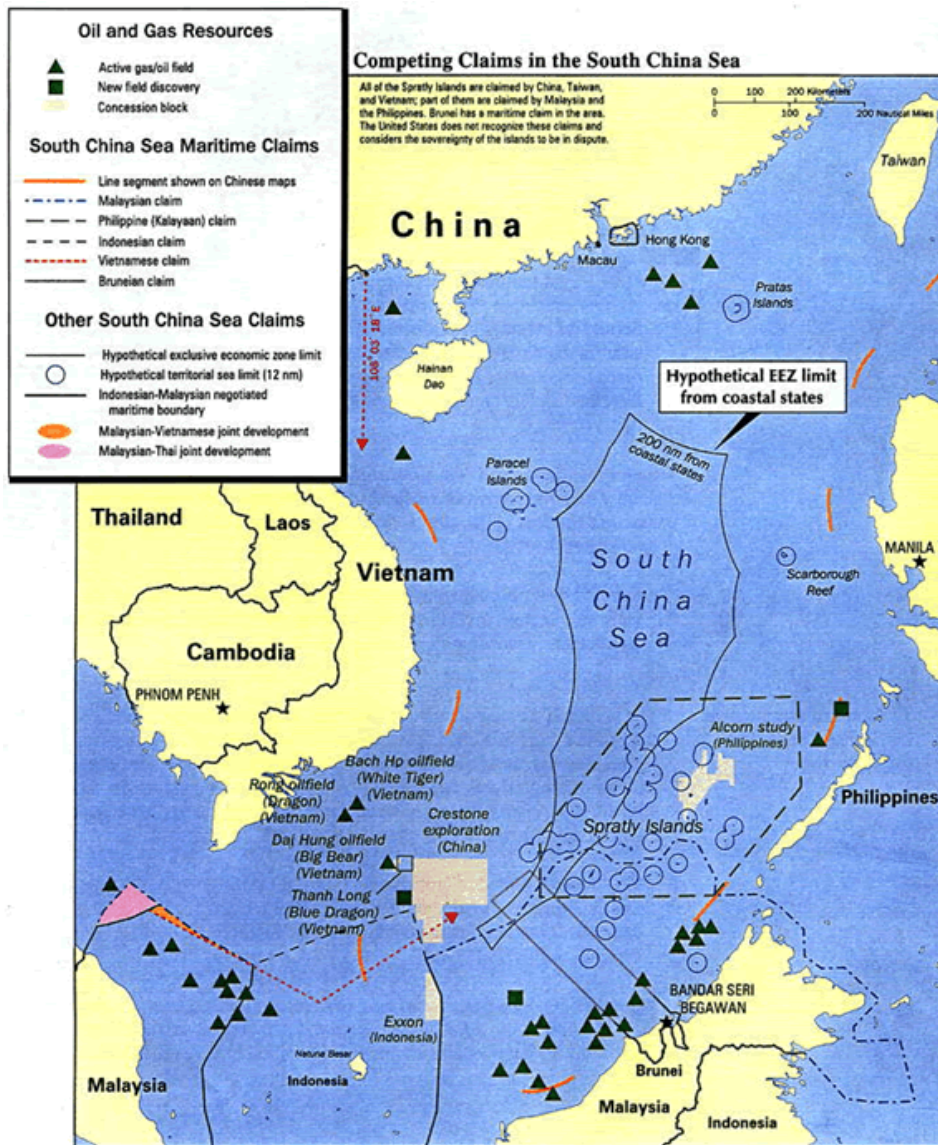 Oil and Gas Resources
Active gas/oil field
New field discovery
Concession block
South China Sea Maritime Claims
Line segment shown on Chinese maps
Malaysian claim
Philippine (Kalayaan) claim
Indonesian claim
Vietnamese claim
Bruneian claim
Other South China Sea Claims
Hypothetical exclusive economic zone limit
Hypothetical territorial sea limit (12 nm)
Indonesian-Malaysian negotiated
maritime boundary
Malaysian-Vietnamese joint development
Malaysian-Thai joint development
Competing Claims in the South China Sea
All of the Spratly Islands are claimed by China, Taiwan,
and Vietnam; part of them are claimed by Malaysia and
the Philippines. Brunei has a maritime claim in the area.
The United States does not recognize these claims and
considers the sovereignty of the islands to be in dispute.
0 100 200 Kilometers
0 100 200 Nautical Miles
Taiwan
China
Hong Kong
Macau
Pratas
Islands
108° 03' 18" E
Hainan
Dao
Hypothetical EEZ limit
from coastal states
200 nm from
coastal states
Paracel
Islands
Thailand
Laos
Vietnam
South
China
Sea
MANILA
Scarborough
Reef
Cambodia
PHNOM PENH
Alcorn study
(Philippines)
Bach Ho oilfield
(White Tiger)
(Vietnam)
Rong oilfield
(Dragon)
(Vietnam)
Crestone
exploration
(China)
Philippines
Spratly Islands
Dai Hung oilfield
(Big Bear)
(Vietnam)
Thanh Long
(Blue Dragon)
(Vietnam)
BANDAR SERI
BEGAWAN
Exxon
(Indonesia)
Natuna Besar
Indonesia
Malaysia
Brunei
Malaysia
Indonesia